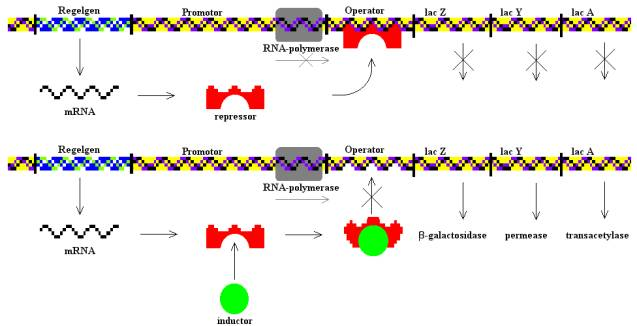 Regelgen Promotor Operator lac Z lac Y lac A
RNA-polymerase
mRNA repressor
Regelgen Promotor Operator lac Z lac Y lac A
RNA-polymerase
mRNA β-galactosidase permease transacetylase
inductor